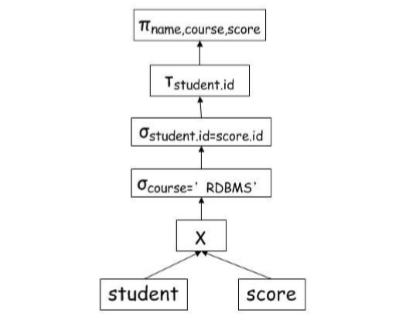 πname,course,score
τstudent.id
σstudent.id=score.id
σcourse=' RDBMS'
X
student score